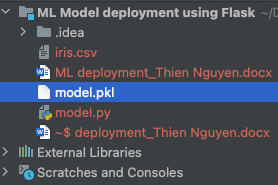 ML Model deployment using Flask ~/D
.idea
iris.csv
ML deployment_Thien Nguyen.docx
model.pkl
model.py
~$ deployment_Thien Nguyen.docx
External Libraries
Scratches and Consoles